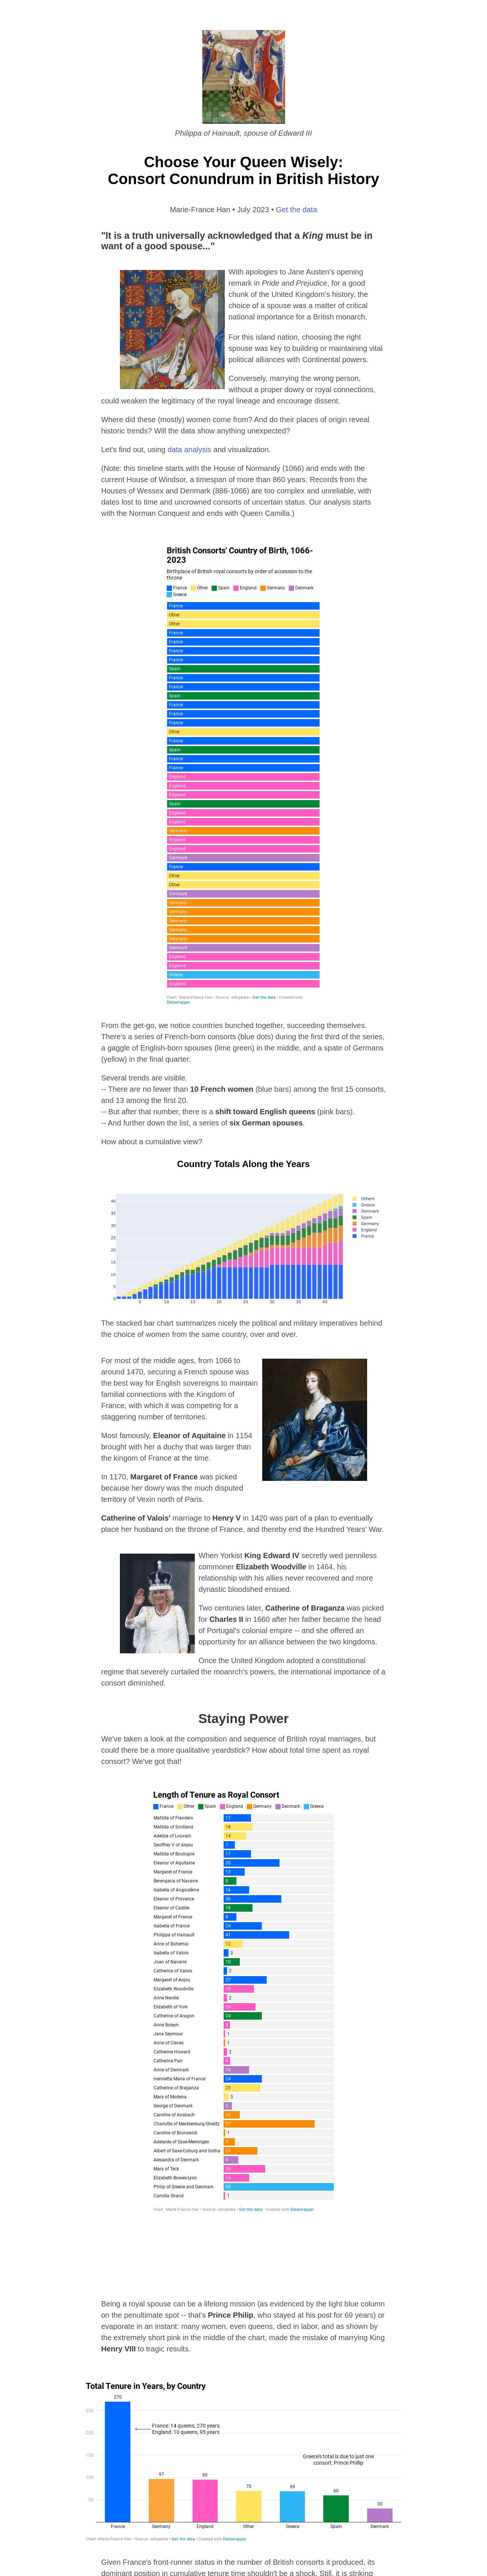 Philippa of Hainault, spouse of Edward III
Choose Your Queen Wisely:
Consort Conundrum in British History
Marie-France Han • July 2023 • Get the data
"It is a truth universally acknowledged that a King must be in
want of a good spouse..."
With apologies to Jane Austen's opening
remark in Pride and Prejudice, for a good
chunk of the United Kingdom's history, the
choice of a spouse was a matter of critical
national importance for a British monarch.
For this island nation, choosing the right
spouse was key to building or maintaining vital
political alliances with Continental powers.
Conversely, marrying the wrong person,
without a proper dowry or royal connections,
could weaken the legitimacy of the royal lineage and encourage dissent.
Where did these (mostly) women come from? And do their places of origin reveal
historic trends? Will the data show anything unexpected?
Let's find out, using data analysis and visualization.
(Note: this timeline starts with the House of Normandy (1066) and ends with the
current House of Windsor, a timespan of more than 860 years. Records from the
Houses of Wessex and Denmark (886-1066) are too complex and unreliable, with
dates lost to time and uncrowned consorts of uncertain status. Our analysis starts
with the Norman Conquest and ends with Queen Camilla.)
British Consorts' Country of Birth, 1066-
2023
Birthplace of British royal consorts by order of accession to the
throne
France Other Spain England Germany Denmark
Greece
France
Other
Other
France
France
France
France
Spain
France
France
Spain
France
France
France
Other
France
Spain
France
France
England
England
England
Spain
England
England
Germany
England
England
Denmark
France
Other
Other
Denmark
Germany
Germany
Germany
Germany
Germany
Denmark
England
England
Greece
England
Chart: Marie-France Han • Source: wikipedia • Get the data • Created with
Datawrapper
From the get-go, we notice countries bunched together, succeeding themselves.
There's a series of French-born consorts (blue dots) during the first third of the series,
a gaggle of English-born spouses (lime green) in the middle, and a spate of Germans
(yellow) in the final quarter.
Several trends are visible.
-- There are no fewer than 10 French women (blue bars) among the first 15 consorts,
and 13 among the first 20.
-- But after that number, there is a shift toward English queens (pink bars).
-- And further down the list, a series of six German spouses.
How about a cumulative view?
Country Totals Along the Years
40
35
30
25
20
15
10
5
0
5 10 15 20 25 30 35 40
Others
Greece
Denmark
Spain
Germany
England
France
The stacked bar chart summarizes nicely the political and military imperatives behind
the choice of women from the same country, over and over.
For most of the middle ages, from 1066 to
around 1470, securing a French spouse was
the best way for English sovereigns to maintain
familial connections with the Kingdom of
France, with which it was competing for a
staggering number of territories.
Most famously, Eleanor of Aquitaine in 1154
brought with her a duchy that was larger than
the kingom of France at the time.
In 1170, Margaret of France was picked
because her dowry was the much disputed
territory of Vexin north of Paris.
Catherine of Valois' marriage to Henry V in 1420 was part of a plan to eventually
place her husband on the throne of France, and thereby end the Hundred Years' War.
When Yorkist King Edward IV secretly wed penniless
commoner Elizabeth Woodville in 1464, his
relationship with his allies never recovered and more
dynastic bloodshed ensued.
Two centuries later, Catherine of Braganza was picked
for Charles II in 1660 after her father became the head
of Portugal's colonial empire -- and she offered an
opportunity for an alliance between the two kingdoms.
Once the United Kingdom adopted a constitutional
regime that severely curtailed the moanrch's powers, the international importance of a
consort diminished.
Staying Power
We've taken a look at the composition and sequence of British royal marriages, but
could there be a more qualitative yeardstick? How about total time spent as royal
consort? We've got that!
Length of Tenure as Royal Consort
France Other Spain England Germany Denmark Greece
Matilda of Flanders 17
Matilda of Scotland 18
Adeliza of Louvain 14
Geoffrey V of Anjou 7
Matilda of Boulogne 17
Eleanor of Aquitaine 35
Margaret of France 13
Berengaria of Navarre 8
Isabella of Angoulême 16
Eleanor of Provence 36
Eleanor of Castile 18
Margaret of France 8
Isabella of France 24
Philippa of Hainault 41
Anne of Bohemia 12
Isabella of Valois 3
Joan of Navarre 10
Catherine of Valois 2
Margaret of Anjou 27
Elizabeth Woodville 19
Anne Neville 2
Elizabeth of York 20
Catherine of Aragon 24
Anne Boleyn 4
Jane Seymour 1
Anne of Cleves 1
Catherine Howard 2
Catherine Parr 4
Anne of Denmark 16
Henrietta Maria of France 24
Catherine of Braganza 23
Mary of Modena 3
George of Denmark
Caroline of Ansbach 10
Charlotte of Mecklenburg-Strelitz 57
Caroline of Brunswick 1
Adelaide of Saxe-Meiningen 7
Albert of Saxe-Coburg and Gotha 21
Alexandra of Denmark 9
Mary of Teck 26
Elizabeth Bowes-Lyon 16
Philip of Greece and Denmark 69
Camilla Shand 1
Chart: Marie-France Han • Source: wikipedia • Get the data • Created with Datawrapper
Being a royal spouse can be a lifelong mission (as evidenced by the light blue column
on the penultimate spot -- that's Prince Philip, who stayed at his post for 69 years) or
evaporate in an instant: many women, even queens, died in labor, and as shown by
the extremely short pink in the middle of the chart, made the mistake of marrying King
Henry VIII to tragic results.
Total Tenure in Years, by Country
270
250
200
150
100
50
France: 14 queens, 270 years.
England: 10 queens, 95 years
Greece's total is due to just one
consort, Prince Phillip
97 95 70 69 60 30
France Germany England Other Greece Spain Denmark
Chart: Marie-France Han • Source: wikipedia • Get the data • Created with Datawrapper
Given France's front-runner status in the number of British consorts it produced, its
dominant position in cumulative tenure time shouldn't be a shock. Still, it is striking